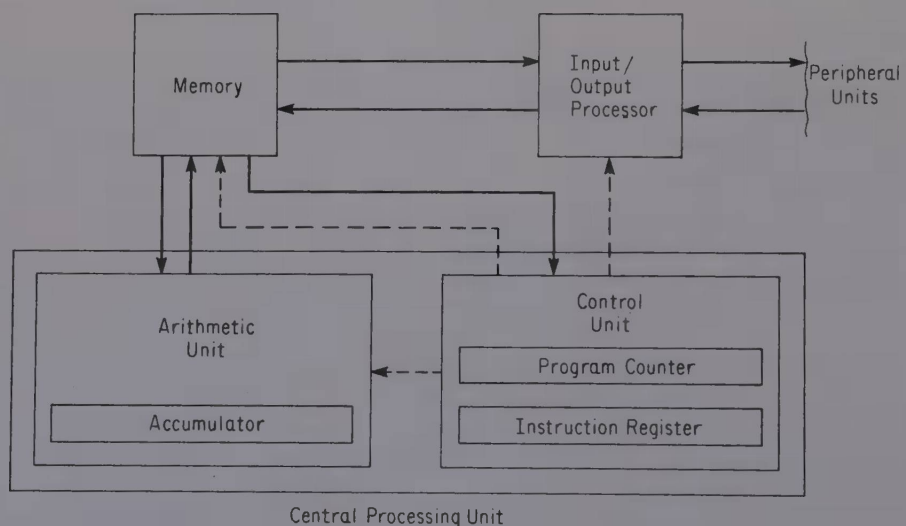 Memory
Input/
Output
Processor
Peripheral
Units
Arithmetic
Unit
Accumulator
Control
Unit
Program Counter
Instruction Register
Central Processing Unit